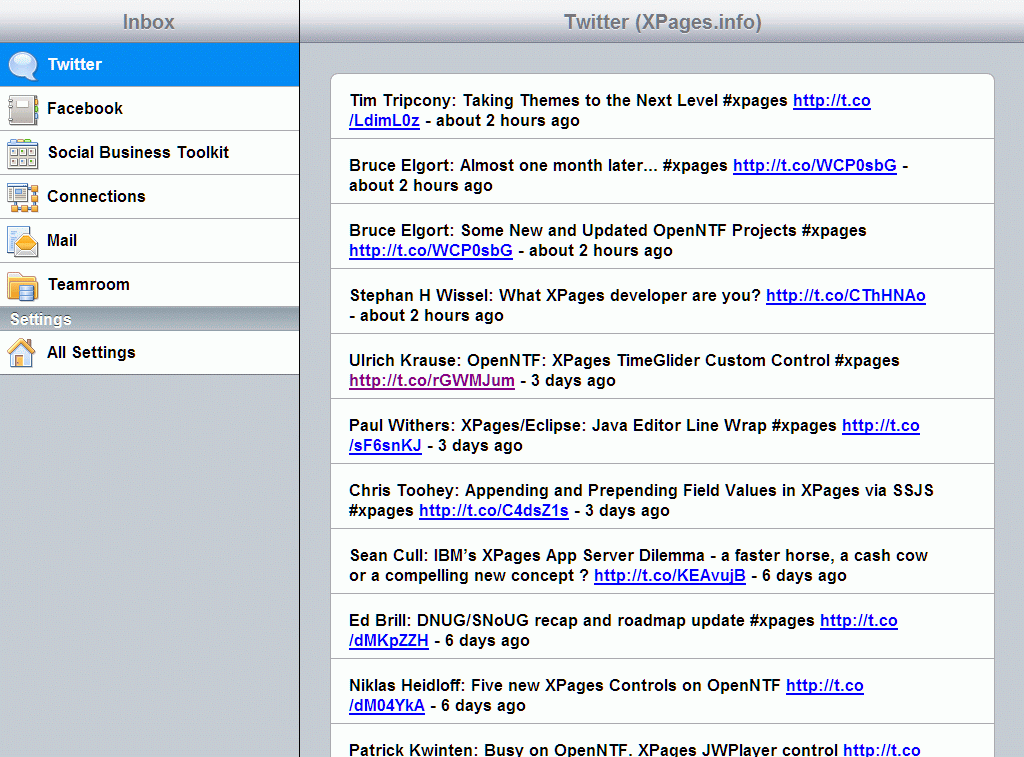 Inbox
Twitter
Facebook
Social Business Toolkit
Connections
Mail
Teamroom
Settings
All Settings
Twitter (XPages.info)
Tim Tripcony: Taking Themes to the Next Level #xpages http://t.co
/LdimL0z - about 2 hours ago
Bruce Elgort: Almost one month later... #xpages http://t.co/WCP0sbG -
about 2 hours ago
Bruce Elgort: Some New and Updated OpenNTF Projects #xpages
http://t.co/WCP0sbG - about 2 hours ago
Stephan H Wissel: What XPages developer are you? http://t.co/CThHNAo
- about 2 hours ago
Ulrich Krause: OpenNTF: XPages TimeGlider Custom Control #xpages
http://t.co/rGWMJum - 3 days ago
Paul Withers: XPages/Eclipse: Java Editor Line Wrap #xpages http://t.co
/sF6snKJ - 3 days ago
Chris Toohey: Appending and Prepending Field Values in XPages via SSJS
#xpages http://t.co/C4dsZ1s - 3 days ago
Sean Cull: IBM’s XPages App Server Dilemma - a faster horse, a cash cow
or a compelling new concept ? http://t.co/KEAvujB - 6 days ago
Ed Brill: DNUG/SNoUG recap and roadmap update #xpages http://t.co
/dMKpZZH - 6 days ago
Niklas Heidloff: Five new XPages Controls on OpenNTF http://t.co
/dM04YkA - 6 days ago
Patrick Kwinten: Busy on OpenNTF. XPages JWPlayer control http://t.co